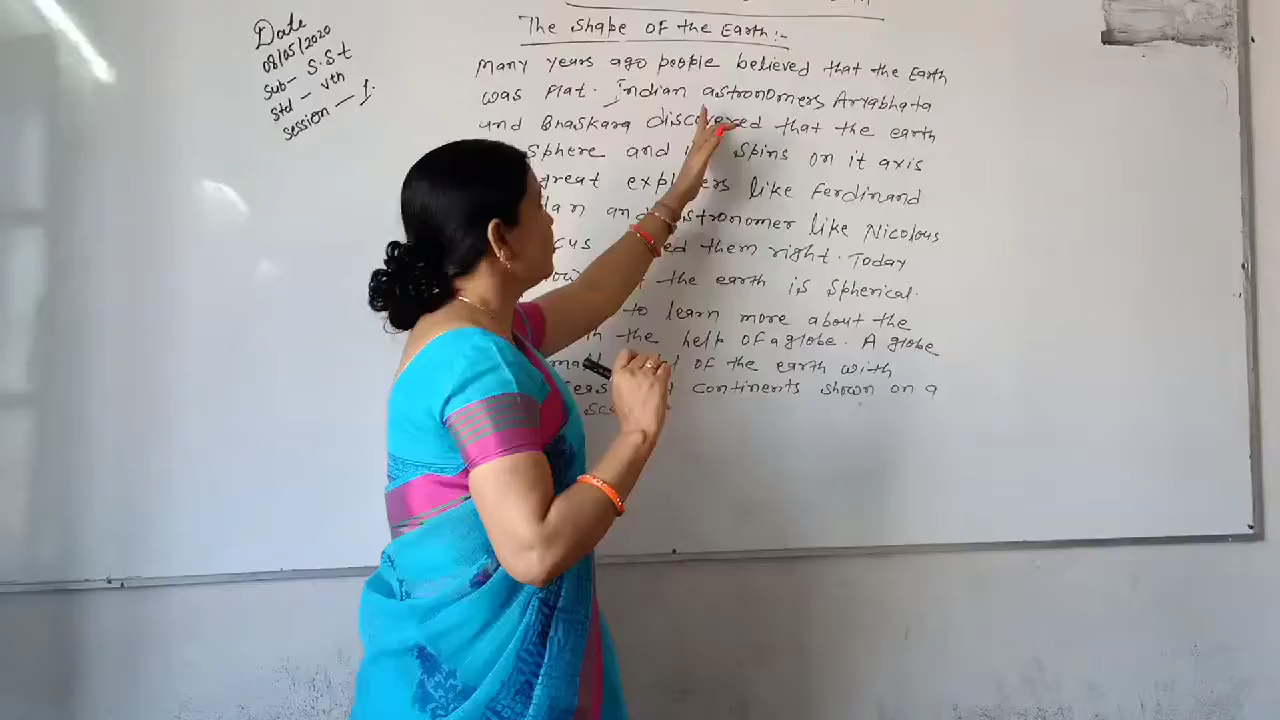 Date
08/05/2020
Sub- S.St
Std - Vth
Session - I.
The Shape of the Earth:-
Many years ago people believed that the Earth
was flat. Indian astronomers Aryabhata
and Bhaskara discovered that the earth
sphere and spins on it axis
great explorers like Ferdinand
and astronomer like Nicolous
them right. Today
the earth is spherical.
to learn more about the
the help of a globe. A globe
of the earth with
continents shown on a